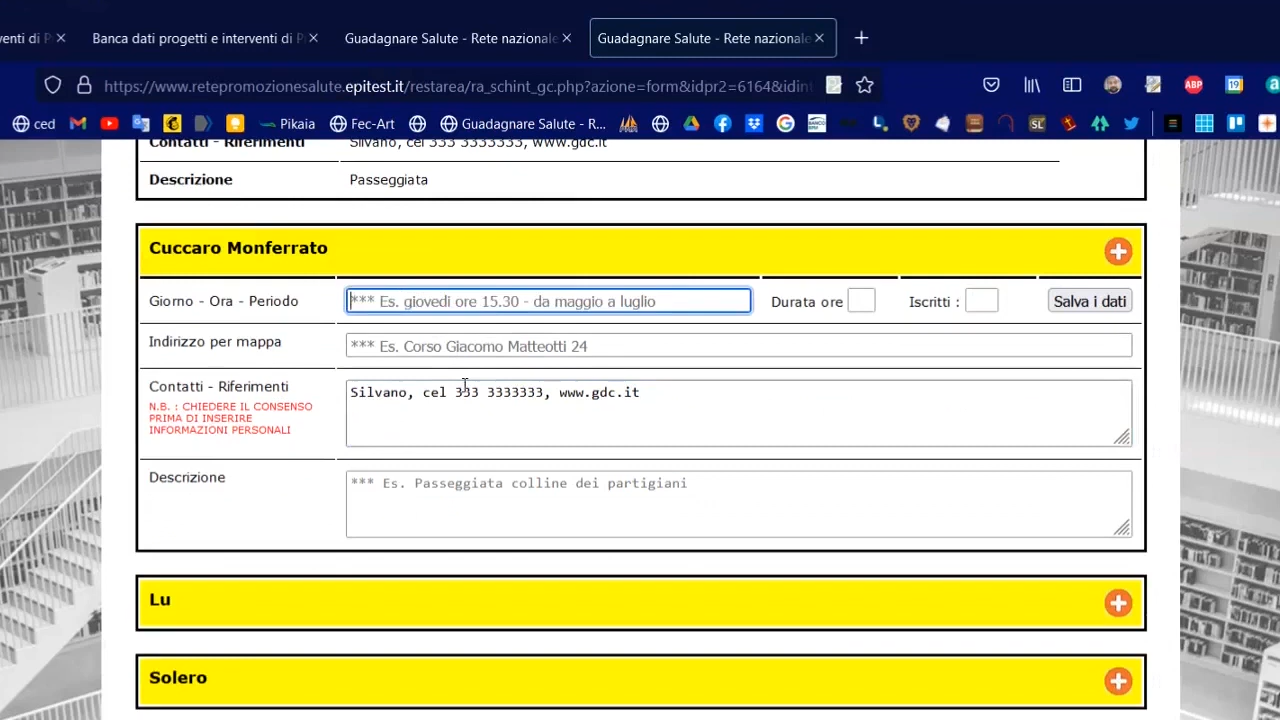 venti di P
Banca dati progetti e interventi di P
Guadagnare Salute - Rete nazionale
Guadagnare Salute - Rete nazionale
https://www.retepromozionesalute.epitest.it/restarea/ra_schint_gc.php?azione=form&idpr2=6164&idint
ABP
19
a
ced
Pikaia
Fec-Art
Guadagnare Salute - R...
SL
Contatti - Riferimenti Silvano, cel 333 3333333, www.gdc.it
Descrizione Passeggiata
Cuccaro Monferrato
Giorno - Ora - Periodo *** Es. giovedì ore 15.30 - da maggio a luglio Durata ore Iscritti : Salva i dati
Indirizzo per mappa *** Es. Corso Giacomo Matteotti 24
Contatti - Riferimenti Silvano, cel 333 3333333, www.gdc.it
N.B. : CHIEDERE IL CONSENSO
PRIMA DI INSERIRE
INFORMAZIONI PERSONALI
Descrizione *** Es. Passeggiata colline dei partigiani
Lu
Solero